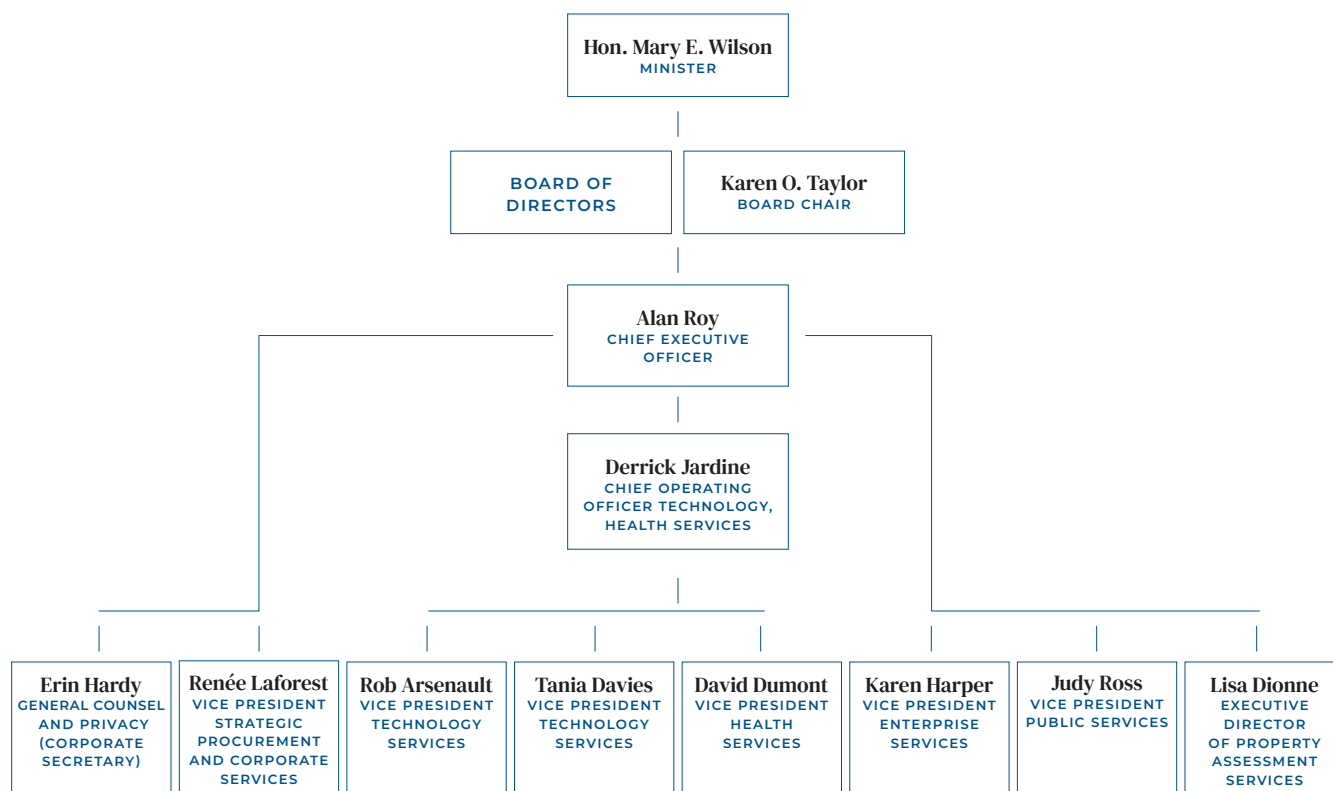 Hon. Mary E. Wilson
MINISTER
BOARD OF
DIRECTORS
Karen O. Taylor
BOARD CHAIR
Alan Roy
CHIEF EXECUTIVE
OFFICER
Derrick Jardine
CHIEF OPERATING
OFFICER TECHNOLOGY,
HEALTH SERVICES
Erin Hardy
GENERAL COUNSEL
AND PRIVACY
(CORPORATE
SECRETARY)
Renée Laforest
VICE PRESIDENT
STRATEGIC
PROCUREMENT
AND CORPORATE
SERVICES
Rob Arsenault
VICE PRESIDENT
TECHNOLOGY
SERVICES
Tania Davies
VICE PRESIDENT
TECHNOLOGY
SERVICES
David Dumont
VICE PRESIDENT
HEALTH
SERVICES
Karen Harper
VICE PRESIDENT
ENTERPRISE
SERVICES
Judy Ross
VICE PRESIDENT
PUBLIC SERVICES
Lisa Dionne
EXECUTIVE
DIRECTOR
OF PROPERTY
ASSESSMENT
SERVICES